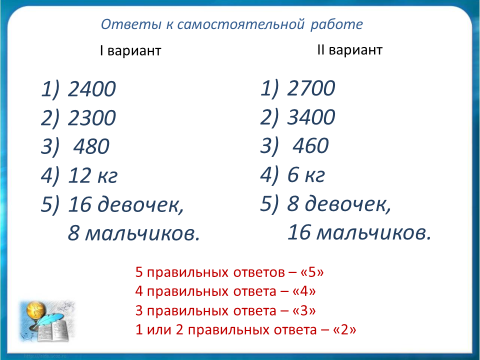 Ответы к самостоятельной работе
I вариант
1) 2400
2) 2300
3) 480
4) 12 кг
5) 16 девочек,
8 мальчиков.
II вариант
1) 2700
2) 3400
3) 460
4) 6 кг
5) 8 девочек,
16 мальчиков.
5 правильных ответов – «5»
4 правильных ответа – «4»
3 правильных ответа – «3»
1 или 2 правильных ответа – «2»